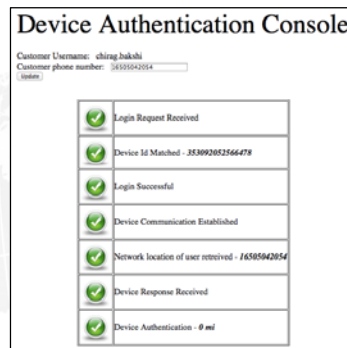 Device Authentication Console
Customer Username: chirag.bakshi
Customer phone number: 16505042054
Update
Login Request Received
Device Id Matched - 353092052566478
Login Successful
Device Communication Established
Network location of user retreived - 16505042054
Device Response Received
Device Authentication - 0 mi